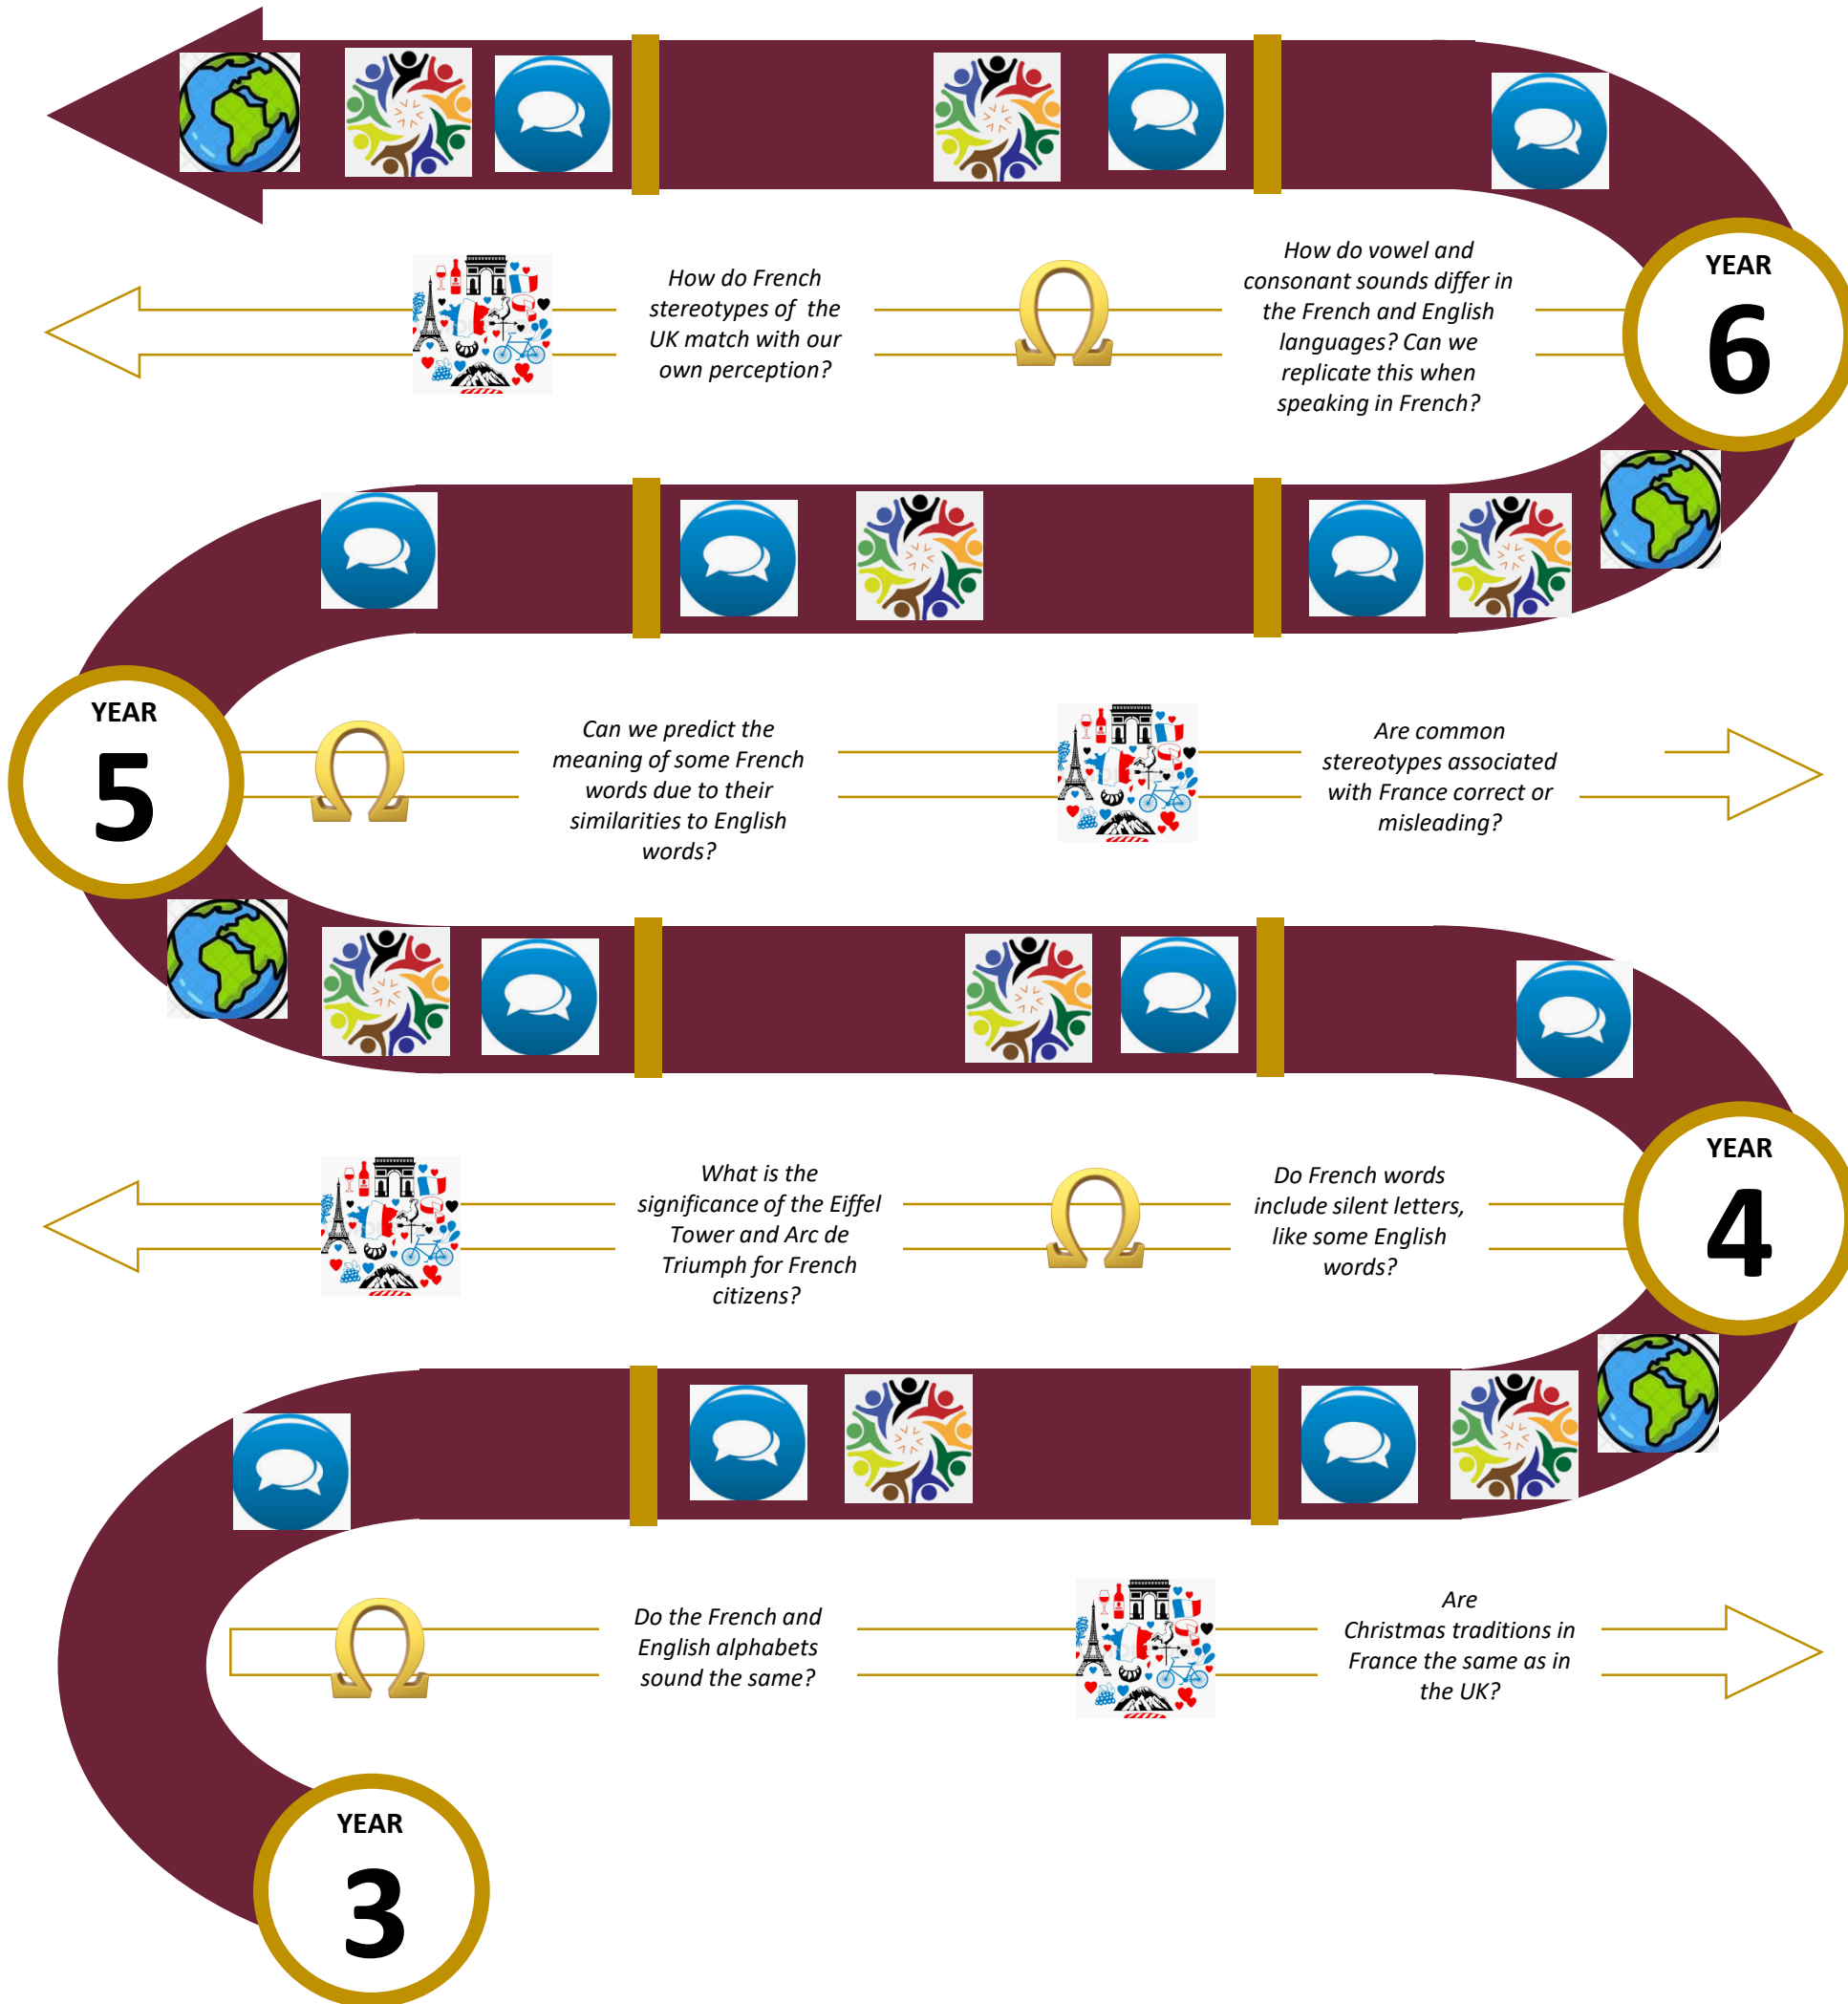 How do French
stereotypes of the
UK match with our
own perception?
How do vowel and
consonant sounds differ in
the French and English
languages? Can we
replicate this when
speaking in French?
YEAR
6
YEAR
5
Can we predict the
meaning of some French
words due to their
similarities to English
words?
Are common
stereotypes associated
with France correct or
misleading?
What is the
significance of the Eiffel
Tower and Arc de
Triumph for French
citizens?
Do French words
include silent letters,
like some English
words?
YEAR
4
Do the French and
English alphabets
sound the same?
Are
Christmas traditions in
France the same as in
the UK?
YEAR
3